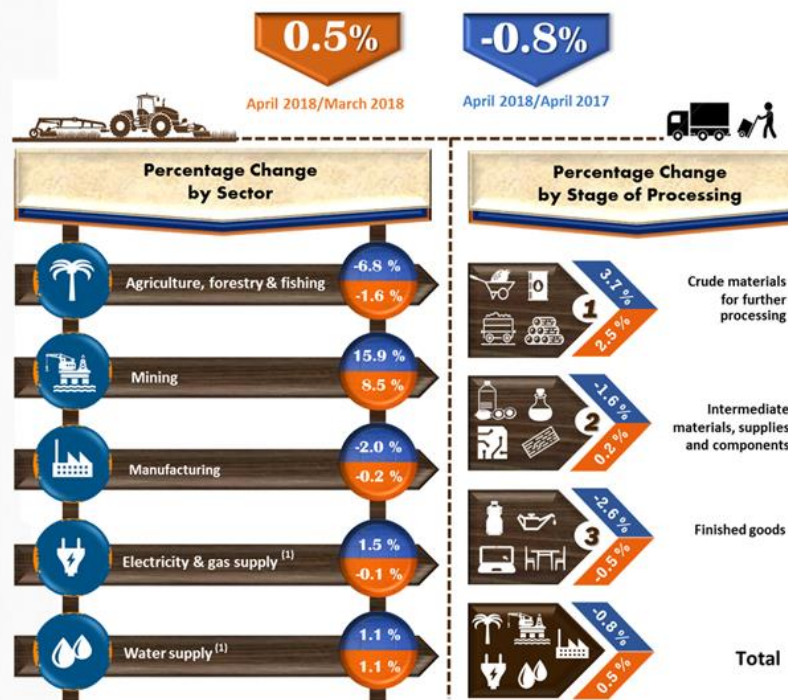 0.5%
-0.8%
April 2018/March 2018
April 2018/April 2017
Percentage Change
by Sector
Agriculture, forestry & fishing
-6.8 %
-1.6 %
Mining
15.9 %
8.5 %
Manufacturing
-2.0 %
-0.2 %
Electricity & gas supply (1)
1.5 %
-0.1 %
Water supply (1)
1.1 %
1.1 %
Percentage Change
by Stage of Processing
1
3.7 %
2.5 %
Crude materials
for further
processing
2
-1.6 %
0.2 %
Intermediate
materials, supplies
and components
3
-2.6 %
-0.5 %
Finished goods
-0.8 %
0.5 %
Total